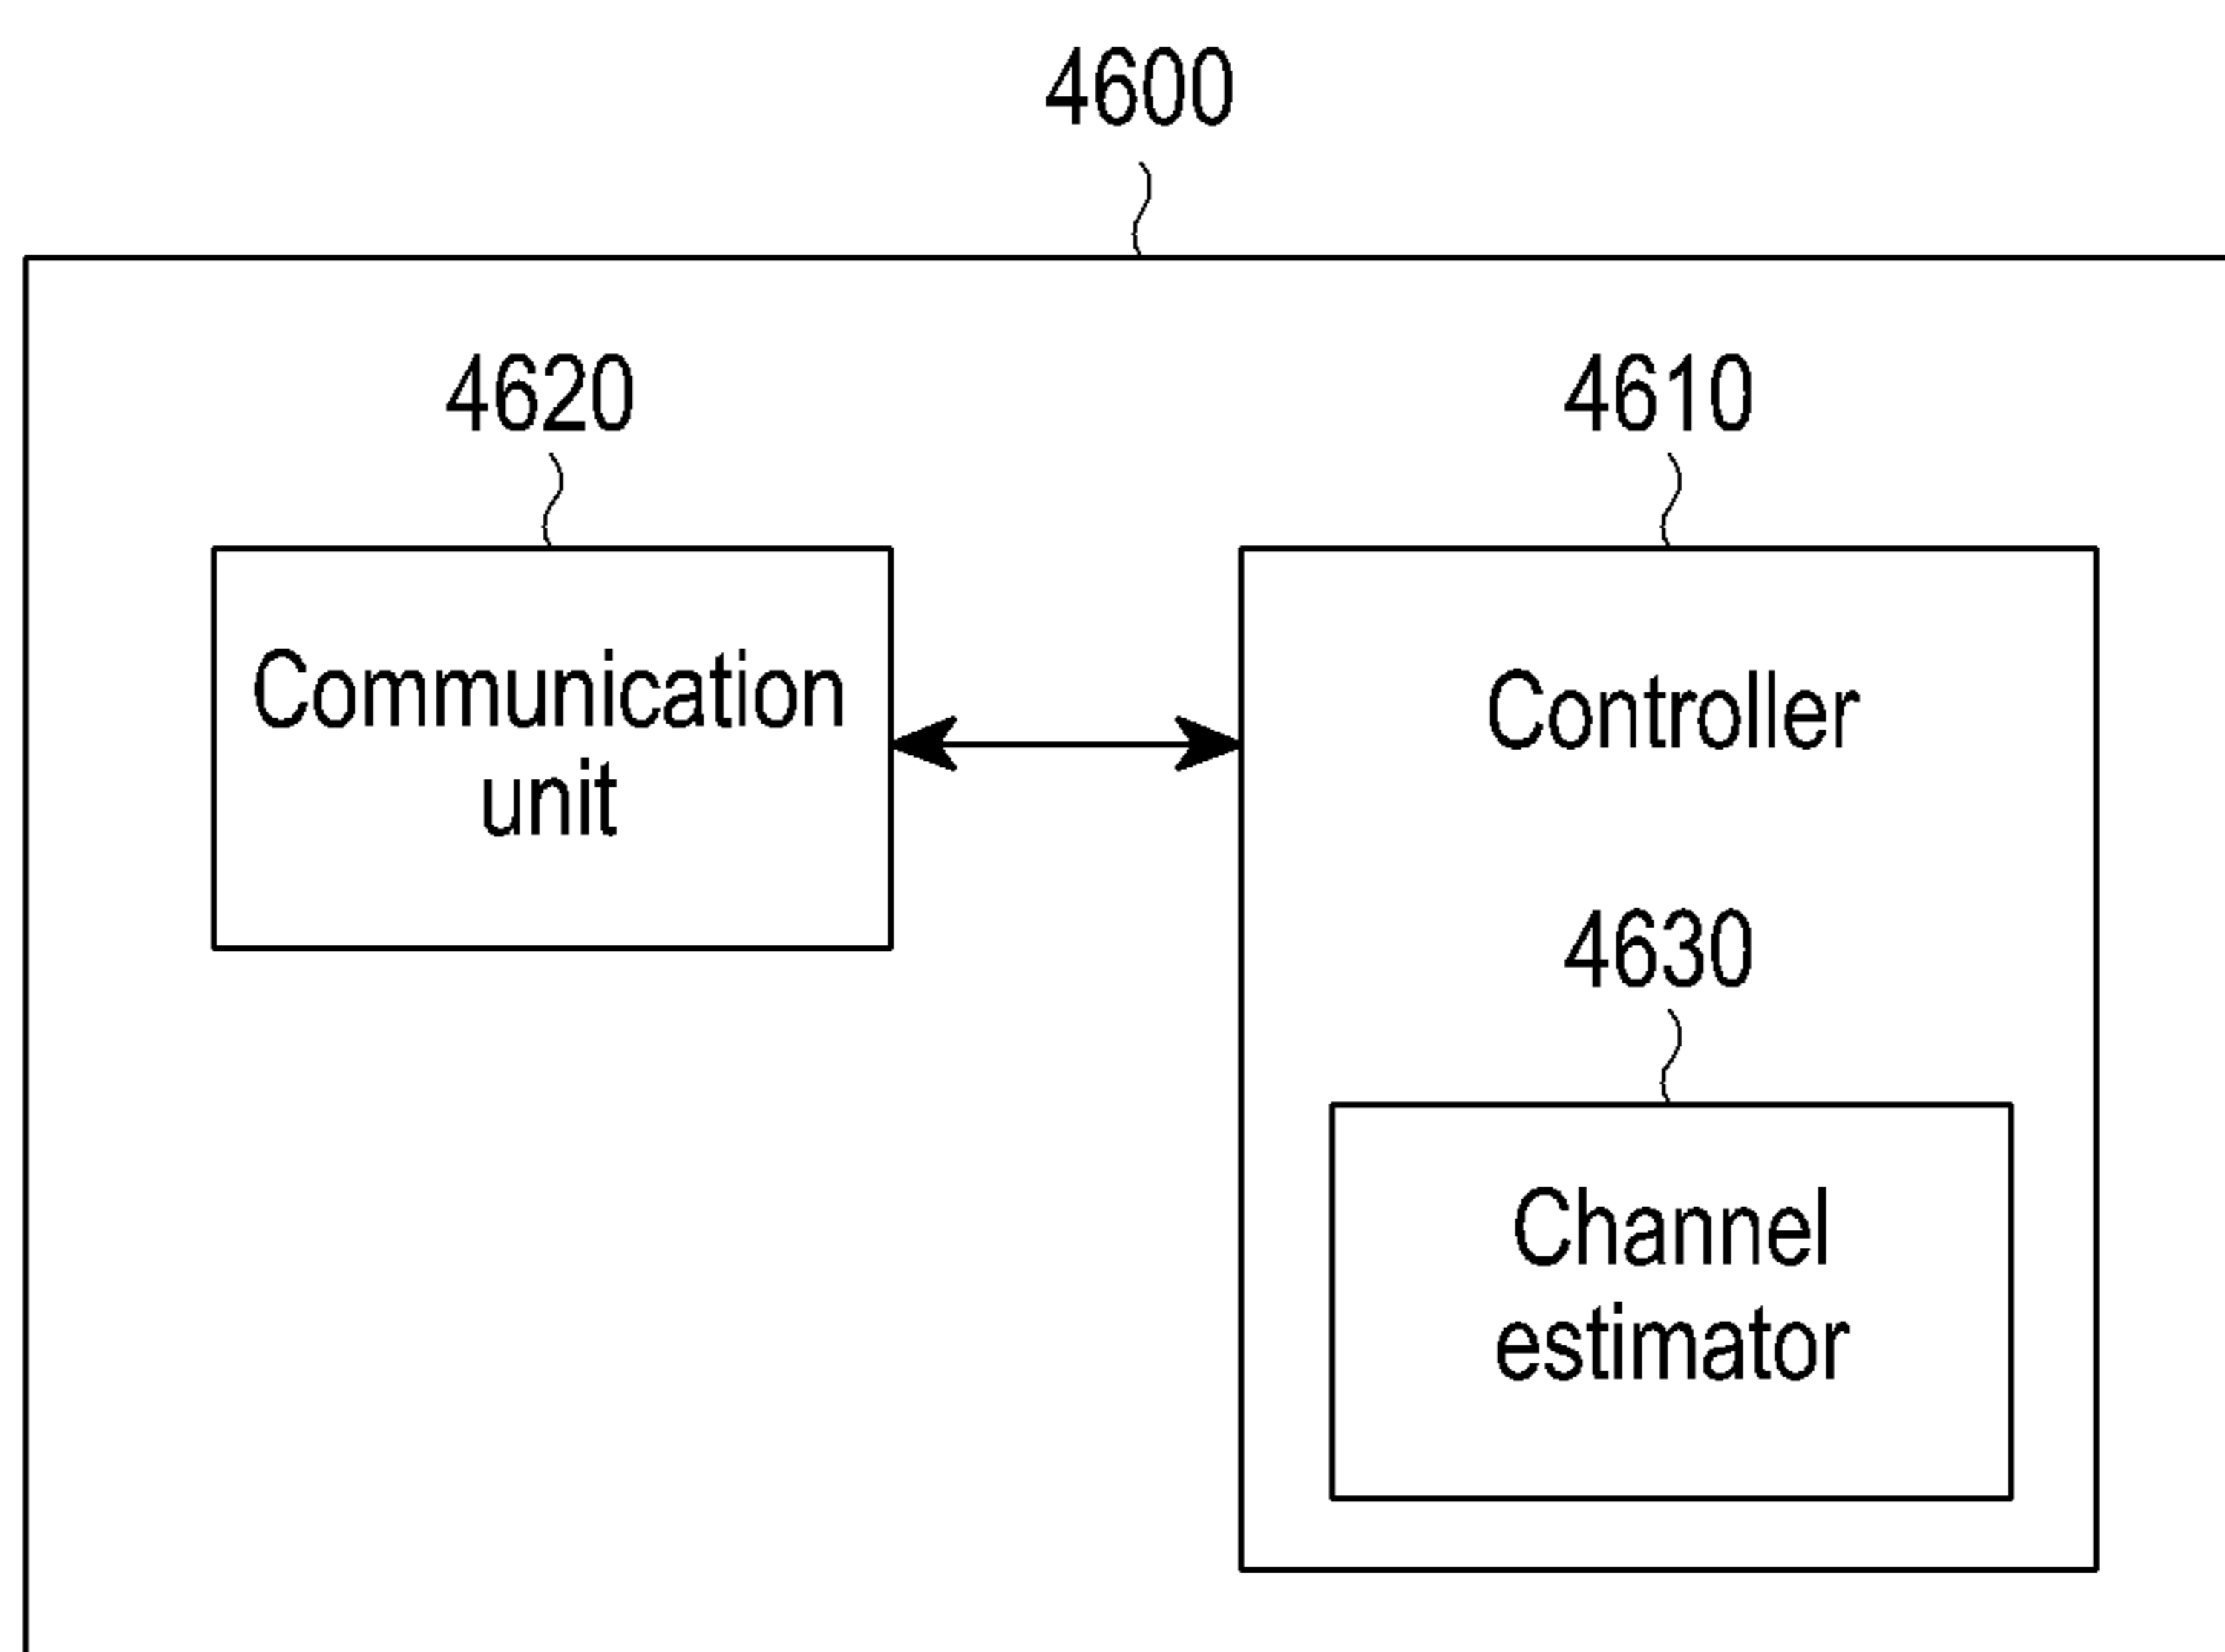 4600
4620
4610
Communication
unit
Controller
4630
Channel
estimator